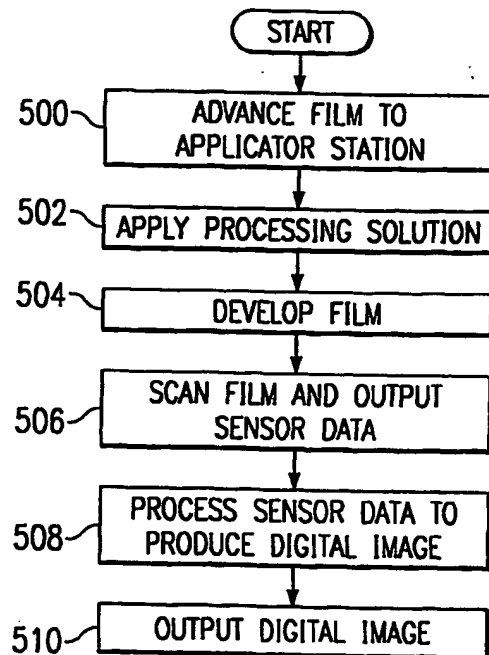 START
500
ADVANCE FILM TO
APPLICATOR STATION
502
APPLY PROCESSING SOLUTION
504
DEVELOP FILM
506
SCAN FILM AND OUTPUT
SENSOR DATA
508
PROCESS SENSOR DATA TO
PRODUCE DIGITAL IMAGE
510
OUTPUT DIGITAL IMAGE